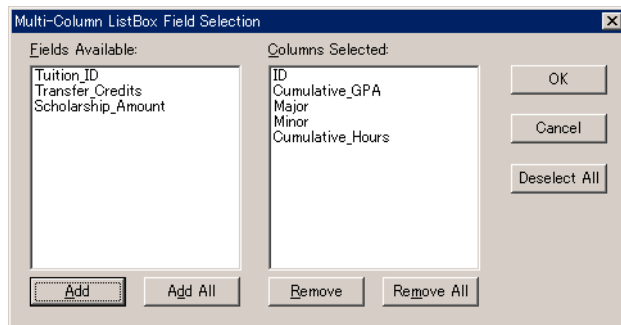 Multi-Column ListBox Field Selection
Fields Available:
Columns Selected:
Tuition_ID
Transfer_Credits
Scholarship_Amount
ID
Cumulative_GPA
Major
Minor
Cumulative_Hours
OK
Cancel
Deselect All
Add
Add All
Remove
Remove All